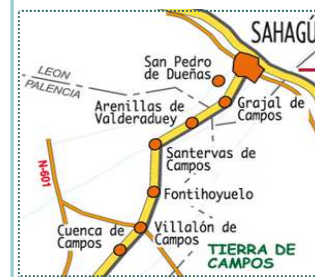 SAHAGÚ
San Pedro
de Dueñas
LEON
PALENCIA
Arenillas de
Valderaduey
Grajal de
Campos
Santervas de
Campos
N-601
Fontihoyuelo
Cuenca de
Campos
Villalón de
Campos
TIERRA DE
CAMPOS